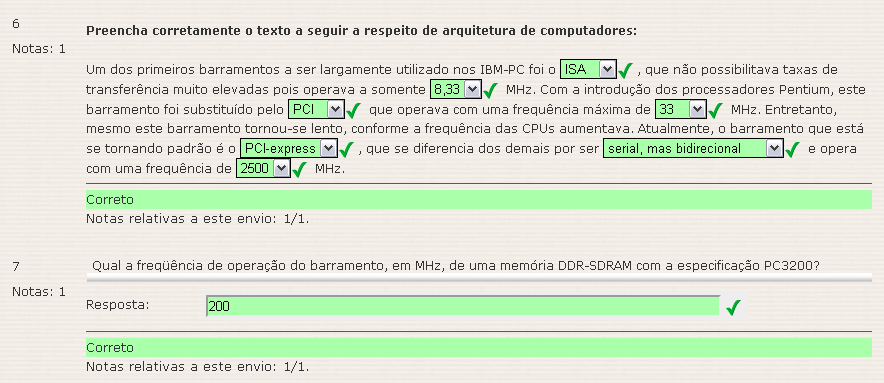 6
Notas: 1
Preencha corretamente o texto a seguir a respeito de arquitetura de computadores:
Um dos primeiros barramentos a ser largamente utilizado nos IBM-PC foi o ISA , que não possibilitava taxas de
transferência muito elevadas pois operava a somente 8,33 MHz. Com a introdução dos processadores Pentium, este
barramento foi substituído pelo PCI que operava com uma frequência máxima de 33 MHz. Entretanto,
mesmo este barramento tornou-se lento, conforme a frequência das CPUs aumentava. Atualmente, o barramento que está
se tornando padrão é o PCI-express , que se diferencia dos demais por ser serial, mas bidirecional e opera
com uma frequência de 2500 MHz.
Correto
Notas relativas a este envio: 1/1.
7
Notas: 1
Qual a freqüência de operação do barramento, em MHz, de uma memória DDR-SDRAM com a especificação PC3200?
Resposta: 200
Correto
Notas relativas a este envio: 1/1.